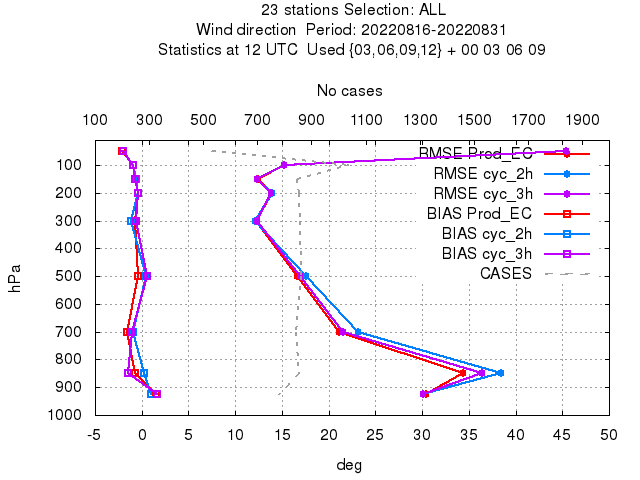 23 stations Selection: ALL
Wind direction  Period: 20220816-20220831
Statistics at 12 UTC  Used {03,06,09,12} + 00 03 06 09
No cases
100 300 500 700 900 1100 1300 1500 1700 1900
RMSE Prod_EC
RMSE cyc_2h
RMSE cyc_3h
BIAS Prod_EC
BIAS cyc_2h
BIAS cyc_3h
CASES
hPa
100
200
300
400
500
600
700
800
900
1000
-5 0 5 10 15 20 25 30 35 40 45 50
deg